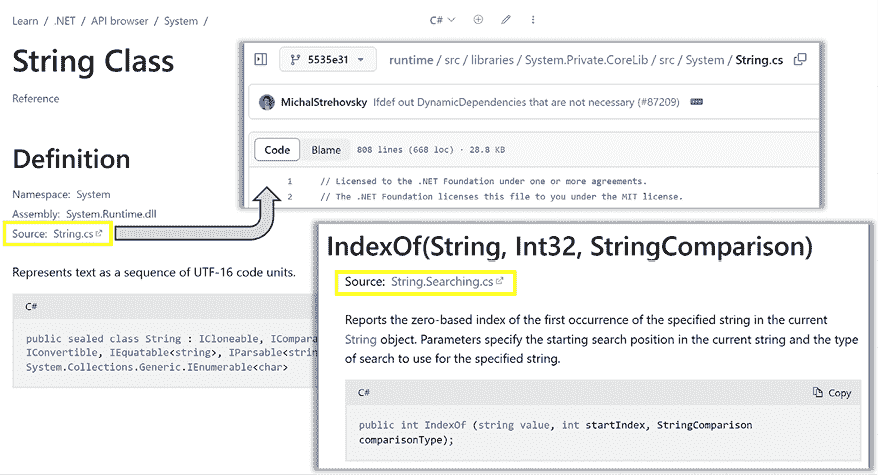 Learn / .NET / API browser / System /
C#
String Class
Reference
Definition
Namespace: System
Assembly: System.Runtime.dll
Source: String.cs
Represents text as a sequence of UTF-16 code units.
C#
public sealed class String : ICloneable, ICompara
IConvertible, IEquatable<string>, IParsable<strin
System.Collections.Generic.IEnumerable<char>
5535e31
runtime / src / libraries / System.Private.CoreLib / src / System / String.cs
MichalStrehovsky Ifdef out DynamicDependencies that are not necessary (#87209)
Code Blame 808 lines (668 loc) · 28.8 KB
1 // Licensed to the .NET Foundation under one or more agreements.
2 // The .NET Foundation licenses this file to you under the MIT license.
IndexOf(String, Int32, StringComparison)
Source: String.Searching.cs
Reports the zero-based index of the first occurrence of the specified string in the current
String object. Parameters specify the starting search position in the current string and the type
of search to use for the specified string.
C# Copy
public int IndexOf (string value, int startIndex, StringComparison
comparisonType);